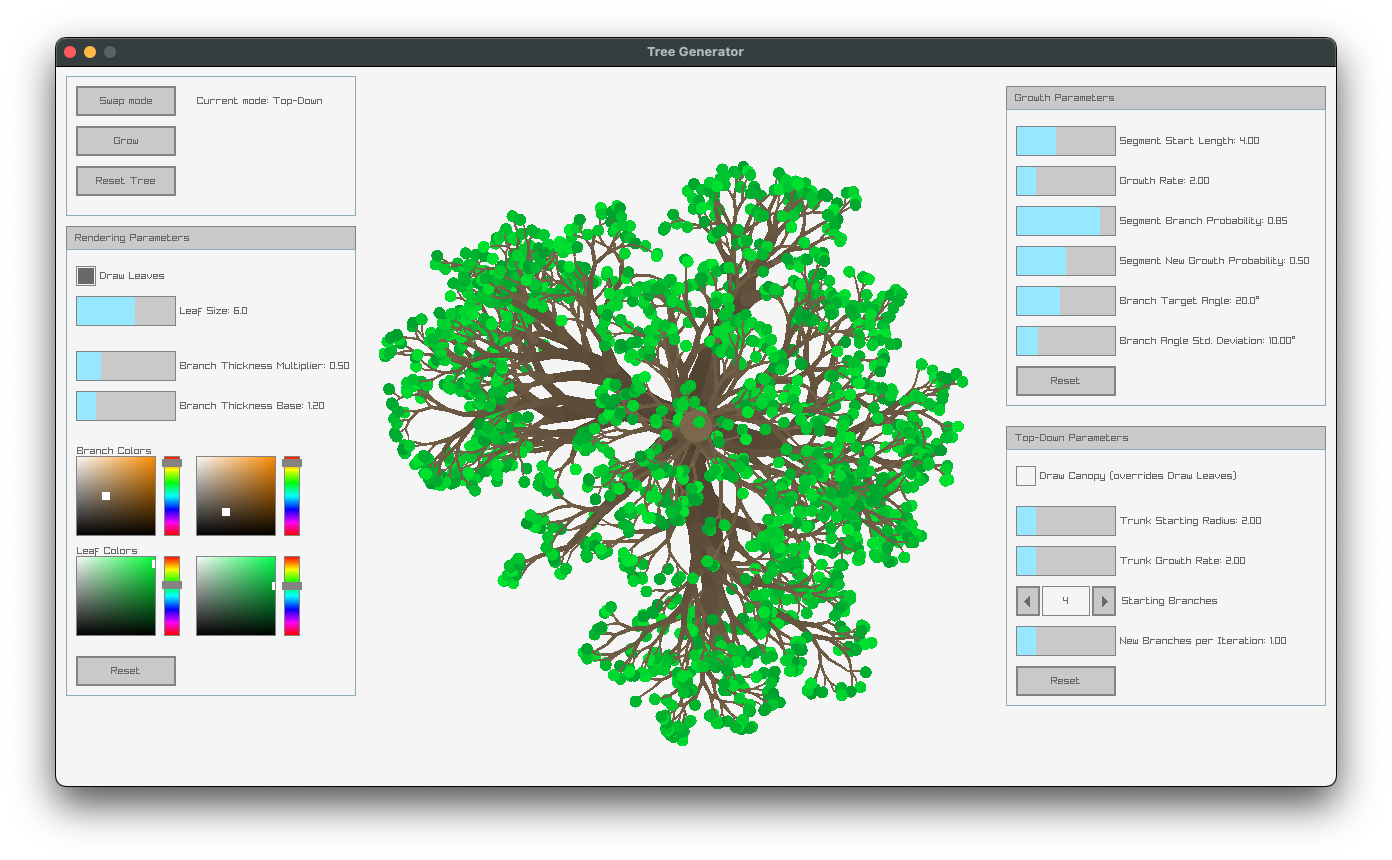 Tree Generator
Swap mode
Current mode: Top-Down
Grow
Reset Tree
Rendering Parameters
Draw Leaves
Leaf Size: 6.0
Branch Thickness Multiplier: 0.50
Branch Thickness Base: 1.20
Branch Colors
Leaf Colors
Reset
Growth Parameters
Segment Start Length: 4.00
Growth Rate: 2.00
Segment Branch Probability: 0.85
Segment New Growth Probability: 0.50
Branch Target Angle: 20.0°
Branch Angle Std. Deviation: 10.00°
Reset
Top-Down Parameters
Draw Canopy (overrides Draw Leaves)
Trunk Starting Radius: 2.00
Trunk Growth Rate: 2.00
4 Starting Branches
New Branches per Iteration: 1.00
Reset